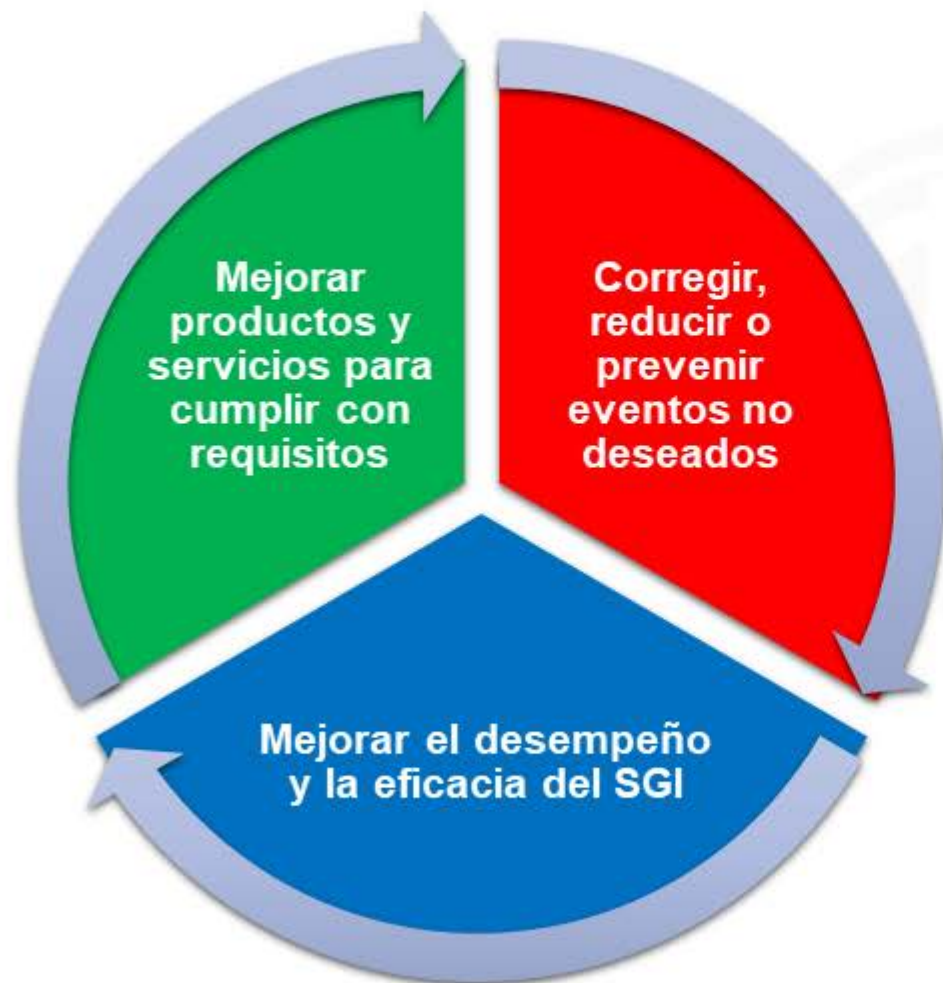 Mejorar
productos y
servicios para
cumplir con
requisitos
Corregir,
reducir o
prevenir
eventos no
deseados
Mejorar el desempeño
y la eficacia del SGI